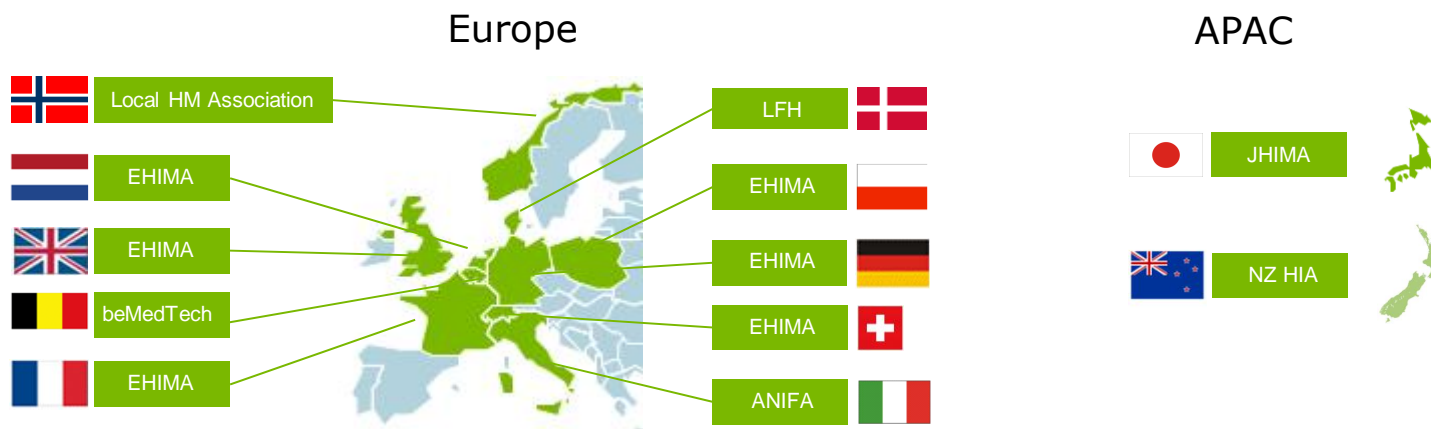 Europe
APAC
Local HM Association
EHIMA
EHIMA
beMedTech
EHIMA
LFH
EHIMA
EHIMA
EHIMA
ANIFA
JHIMA
NZ HIA